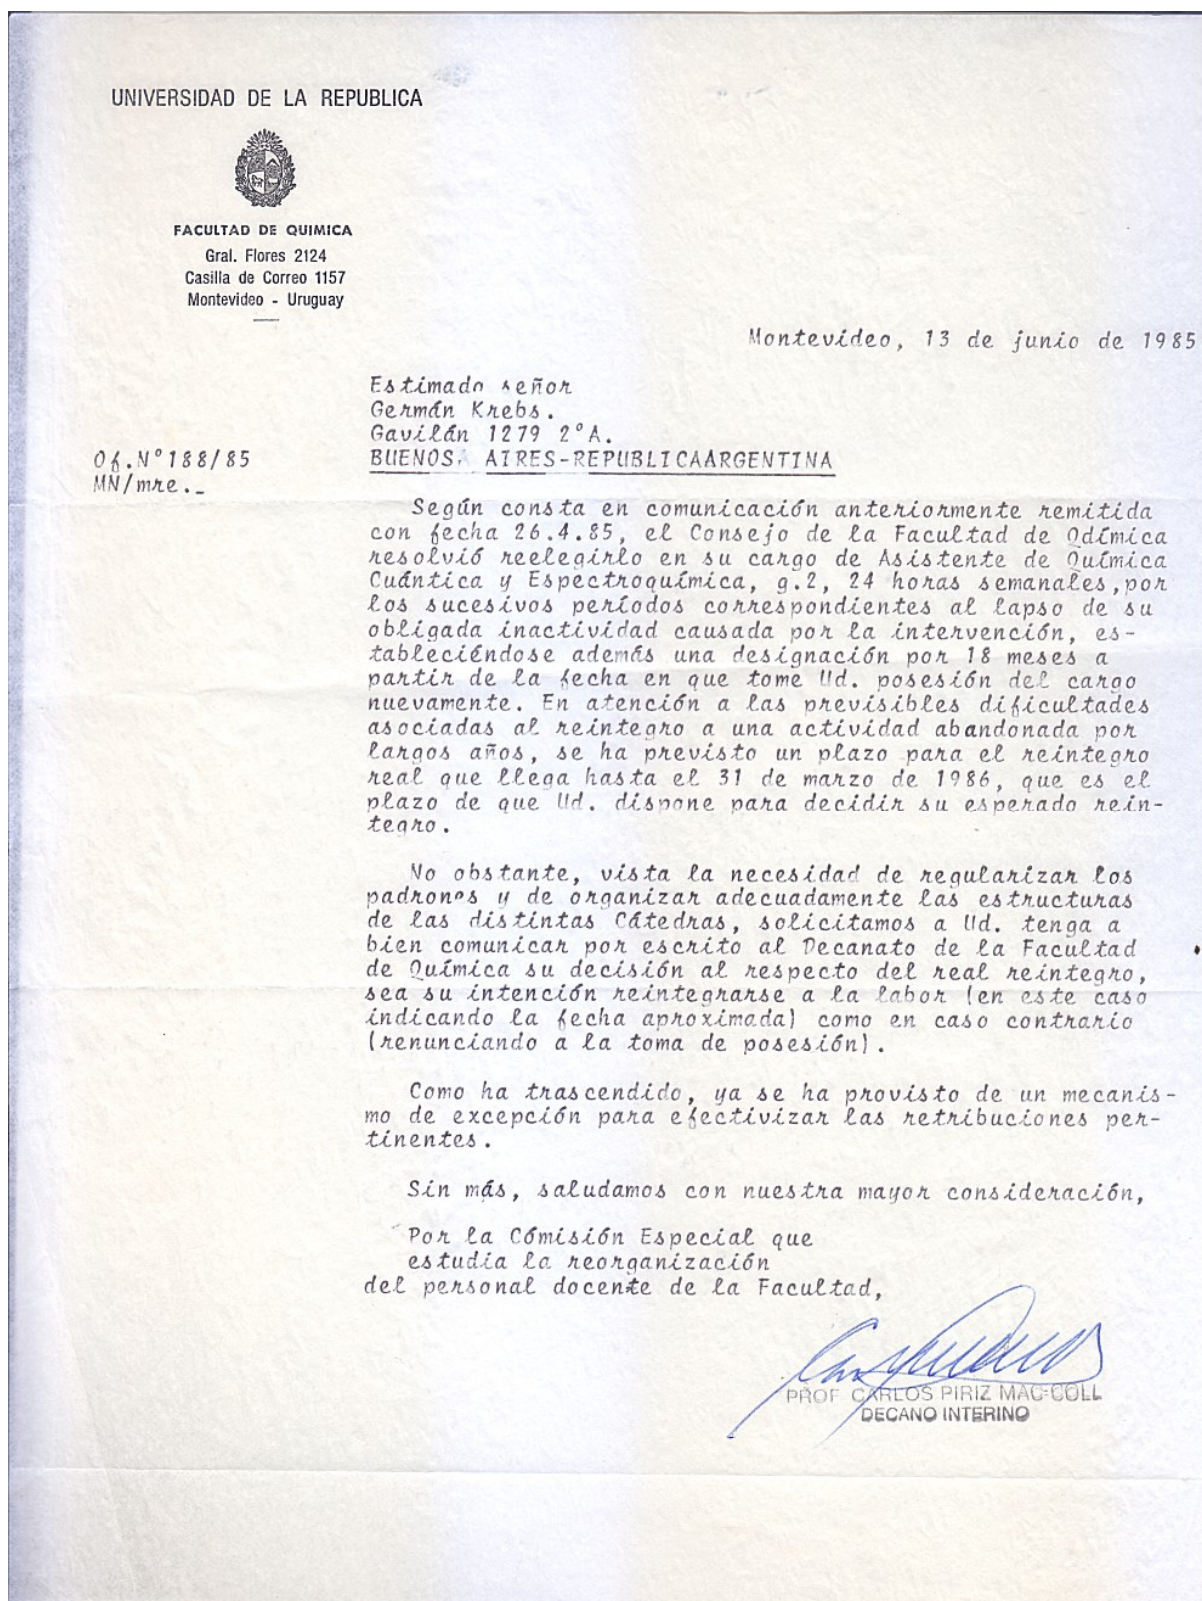 UNIVERSIDAD DE LA REPUBLICA
FACULTAD DE QUIMICA
Gral. Flores 2124
Casilla de Correo 1157
Montevideo - Uruguay
Montevideo, 13 de junio de 1985
Estimado señor
Germán Krebs.
Gavilán 1279 2°A.
BUENOS. AIRES-REPUBLICAARGENTINA
Of.N°188/85
MN/mre._
Según consta en comunicación anteriormente remitida
con fecha 26.4.85, el Consejo de la Facultad de Qdímica
resolvió reelegirlo en su cargo de Asistente de Química
Cuántica y Espectroquímica, g.2, 24 horas semanales,por
los sucesivos períodos correspondientes al lapso de su
obligada inactividad causada por la intervención, es-
tableciéndose además una designación por 18 meses a
partir de la fecha en que tome Ud. posesión del cargo
nuevamente. En atención a las previsibles dificultades
asociadas al reintegro a una actividad abandonada por
largos años, se ha previsto un plazo para el reintegro
real que llega hasta el 31 de marzo de 1986, que es el
plazo de que Ud. dispone para decidir su esperado rein-
tegro.
No obstante, vista la necesidad de regularizar los
padrones y de organizar adecuadamente las estructuras
de las distintas Cátedras, solicitamos a Ud. tenga a
bien comunicar por escrito al Decanato de la Facultad
de Química su decisión al respecto del real reintegro,
sea su intención reintegrarse a la labor (en este caso
indicando la fecha aproximada) como en caso contrario
(renunciando a la toma de posesión).
Como ha trascendido, ya se ha provisto de un mecanis-
mo de excepción para efectivizar las retribuciones per-
tinentes.
Sin más, saludamos con nuestra mayor consideración,
Por la Cómisión Especial que
estudia la reorganización
del personal docente de la Facultad,
PROF CARLOS PIRIZ MAC-COLL
DECANO INTERINO